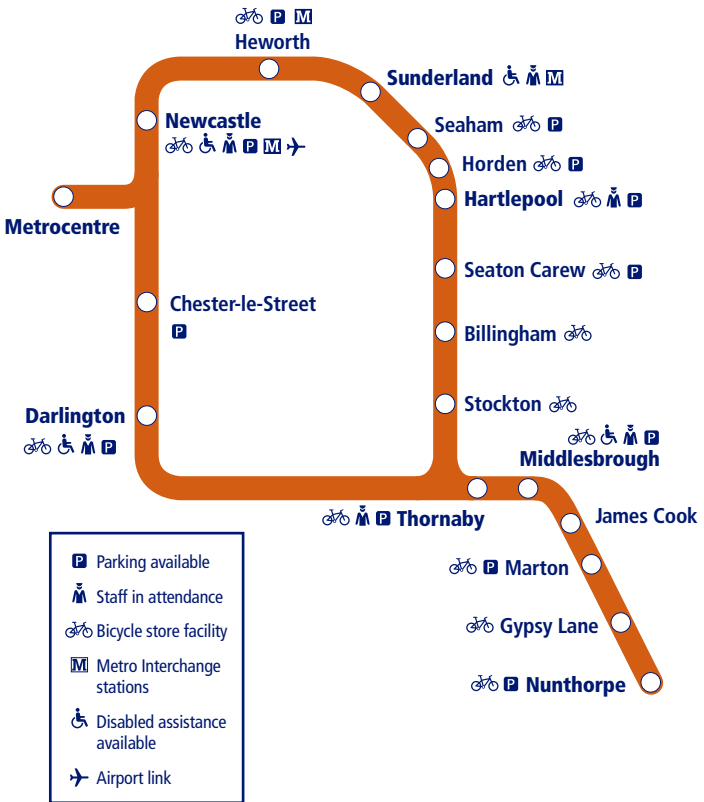 P M
Heworth
Sunderland M
Newcastle
P M
Seaham P
Horden P
Hartlepool P
Metrocentre
Seaton Carew P
Chester-le-Street
P
Billingham
Stockton
Darlington
P
P
Middlesbrough
P Thornaby
James Cook
P Marton
Gypsy Lane
P Nunthorpe
P Parking available
Staff in attendance
Bicycle store facility
M Metro Interchange
stations
Disabled assistance
available
Airport link